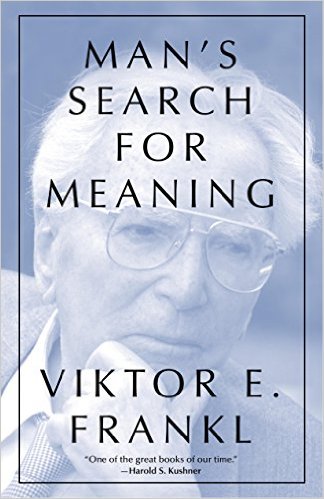 MAN'S
SEARCH
FOR
MEANING
VIKTOR E.
FRANKL
“One of the great books of our time.”
—Harold S. Kushner